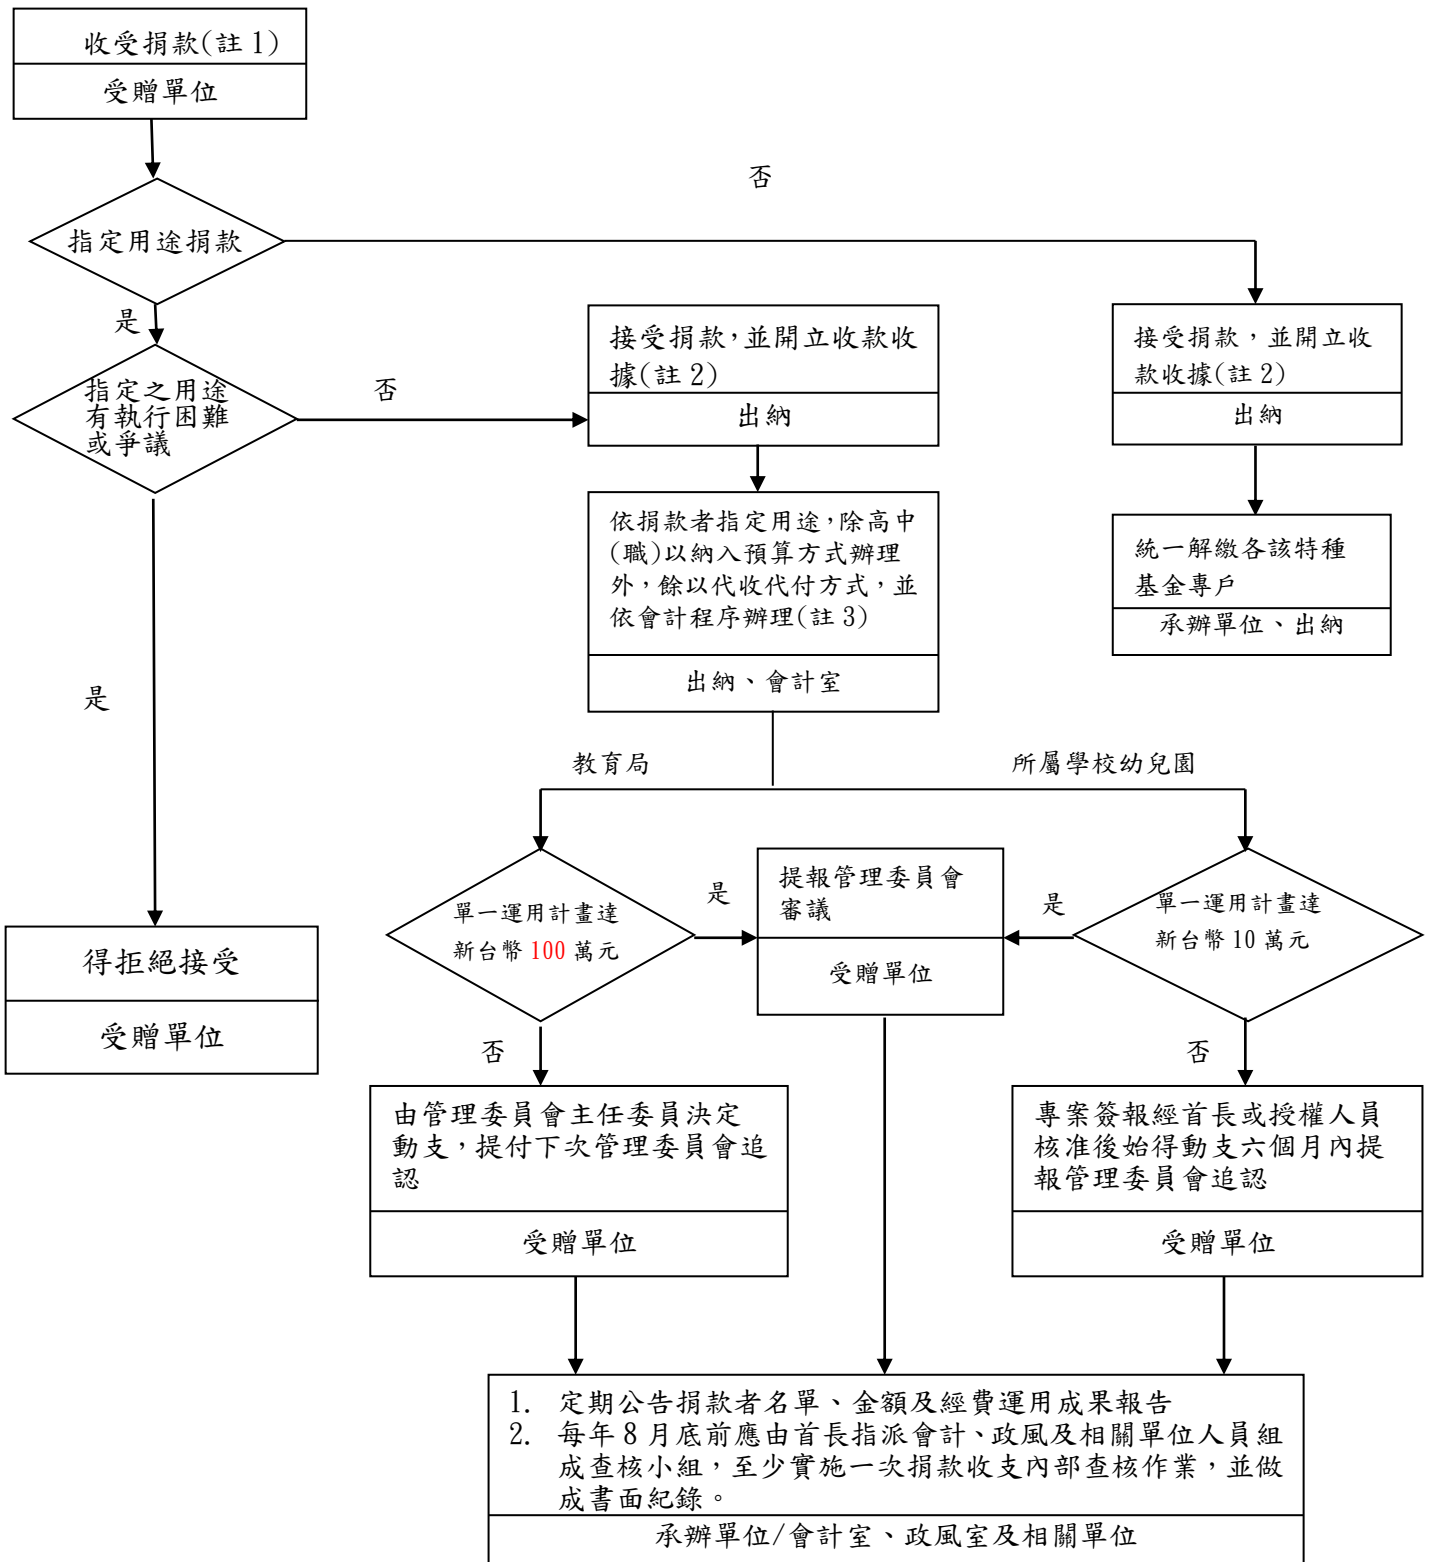 收受捐款(註 1)
受贈單位
否
指定用途捐款
是
指定之用途
有執行困難
或爭議
否
接受捐款,並開立收款收
據(註 2)
出納
接受捐款,並開立收
款收據(註 2)
出納
依捐款者指定用途,除高中
(職)以納入預算方式辦理
外,餘以代收代付方式,並
依會計程序辦理(註 3)
出納、會計室
統一解繳各該特種
基金專戶
承辦單位、出納
是
教育局
所屬學校幼兒園
單一運用計畫達
新台幣 100 萬元
是
提報管理委員會
審議
受贈單位
是
單一運用計畫達
新台幣 10 萬元
得拒絕接受
受贈單位
否
否
由管理委員會主任委員決定
動支,提付下次管理委員會追
認
受贈單位
專案簽報經首長或授權人員
核准後始得動支六個月內提
報管理委員會追認
受贈單位
1. 定期公告捐款者名單、金額及經費運用成果報告
2. 每年 8 月底前應由首長指派會計、政風及相關單位人員組
成查核小組,至少實施一次捐款收支內部查核作業,並做
成書面紀錄。
承辦單位/會計室、政風室及相關單位